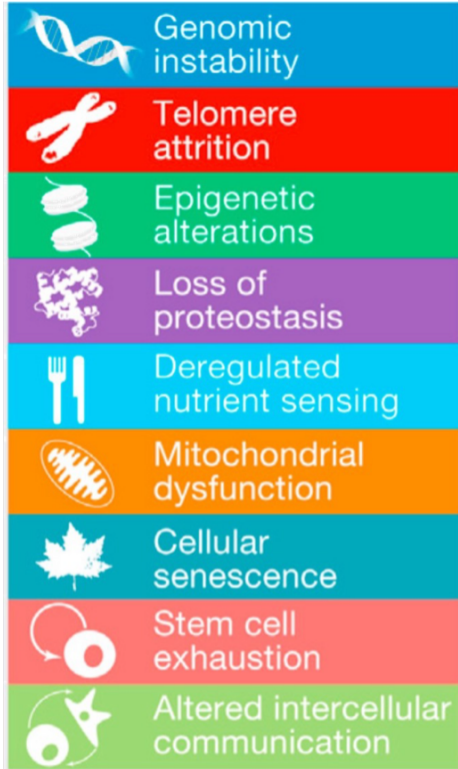 Genomic
instability
Telomere
attrition
Epigenetic
alterations
Loss of
proteostasis
Deregulated
nutrient sensing
Mitochondrial
dysfunction
Cellular
senescence
Stem cell
exhaustion
Altered intercellular
communication